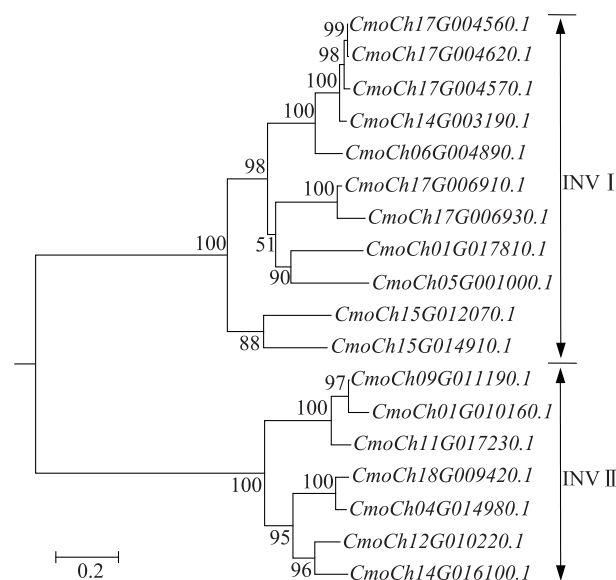 99
CmoCh17G004560.1
98
CmoCh17G004620.1
100
CmoCh17G004570.1
100
CmoCh14G003190.1
CmoCh06G004890.1
98
100
CmoCh17G006910.1
INV Ⅰ
CmoCh17G006930.1
100
51
CmoCh01G017810.1
90
CmoCh05G001000.1
CmoCh15G012070.1
88
CmoCh15G014910.1
97
CmoCh09G011190.1
100
CmoCh01G010160.1
CmoCh11G017230.1
100
100
CmoCh18G009420.1
INV Ⅱ
CmoCh04G014980.1
95
CmoCh12G010220.1
96
CmoCh14G016100.1
0.2